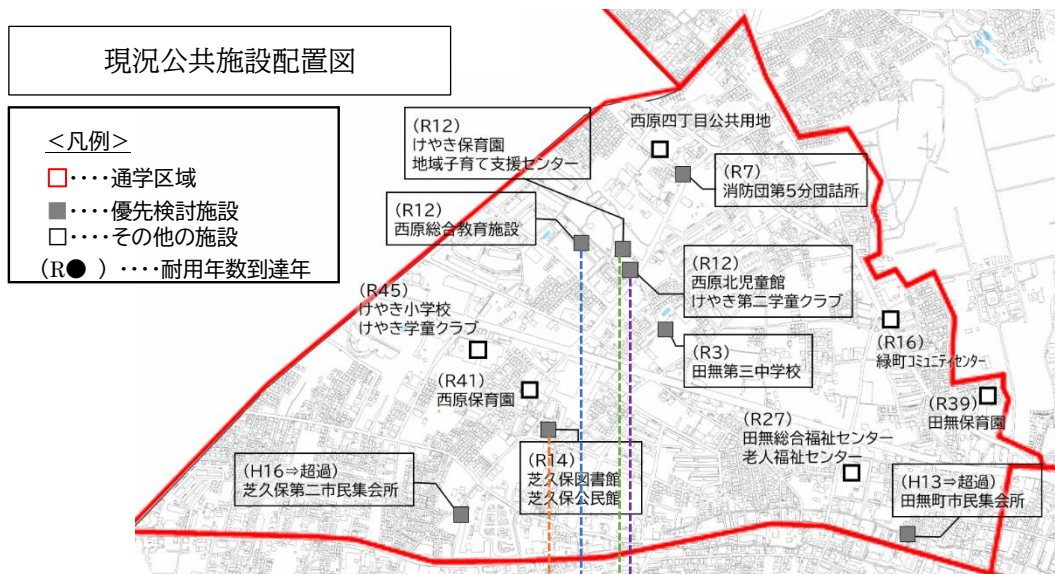 現況公共施設配置図
<凡例>
□････通学区域
■････優先検討施設
□････その他の施設
(R●)････耐用年数到達年
西原四丁目公共用地
(R12)
けやき保育園
地域子育て支援センター
(R7)
消防団第5分団詰所
(R12)
西原総合教育施設
(R12)
西原北児童館
けやき第二学童クラブ
(R45)
けやき小学校
けやき学童クラブ
(R3)
田無第三中学校
(R16)
緑町コミュニティセンター
(R41)
西原保育園
(R39)
田無保育園
(R27)
田無総合福祉センター
老人福祉センター
(R14)
芝久保図書館
芝久保公民館
(H16⇒超過)
芝久保第二市民集会所
(H13⇒超過)
田無町市民集会所